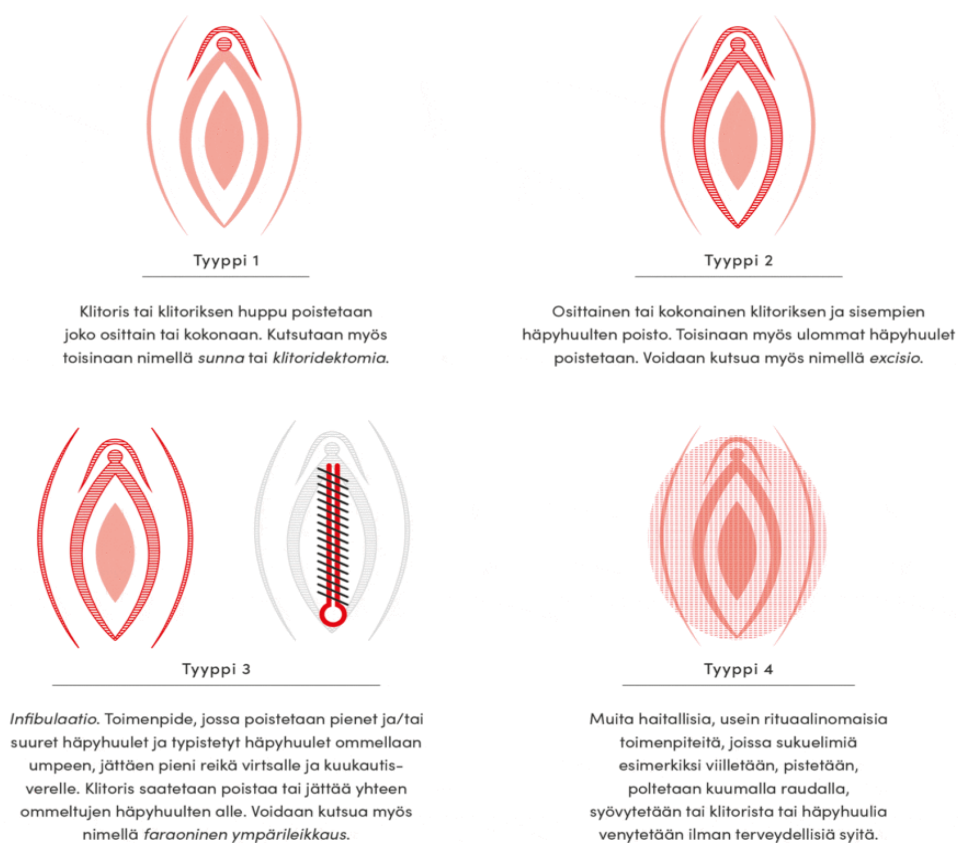 Tyyppi 1
Klitoris tai klitoriksen huppu poistetaan
joko osittain tai kokonaan. Kutsutaan myös
toisinaan nimellä sunna tai klitoridektomia.
Tyyppi 2
Osittainen tai kokonainen klitoriksen ja sisempien
häpyhuulten poisto. Toisinaan myös ulommat häpyhuulet
poistetaan. Voidaan kutsua myös nimellä excisio.
Tyyppi 3
Infibulaatio. Toimenpide, jossa poistetaan pienet ja/tai
suuret häpyhuulet ja typistetyt häpyhuulet ommellaan
umpeen, jättäen pieni reikä virtsalle ja kuukautis-
verelle. Klitoris saatetaan poistaa tai jättää yhteen
ommeltujen häpyhuulten alle. Voidaan kutsua myös
nimellä faraoninen ympärileikkaus.
Tyyppi 4
Muita haitallisia, usein rituaalinomaisia
toimenpiteitä, joissa sukuelimiä
esimerkiksi viilletään, pistetään,
poltetaan kuumalla raudalla,
syövytetään tai klitorista tai häpyhuulia
venytetään ilman terveydellisiä syitä.